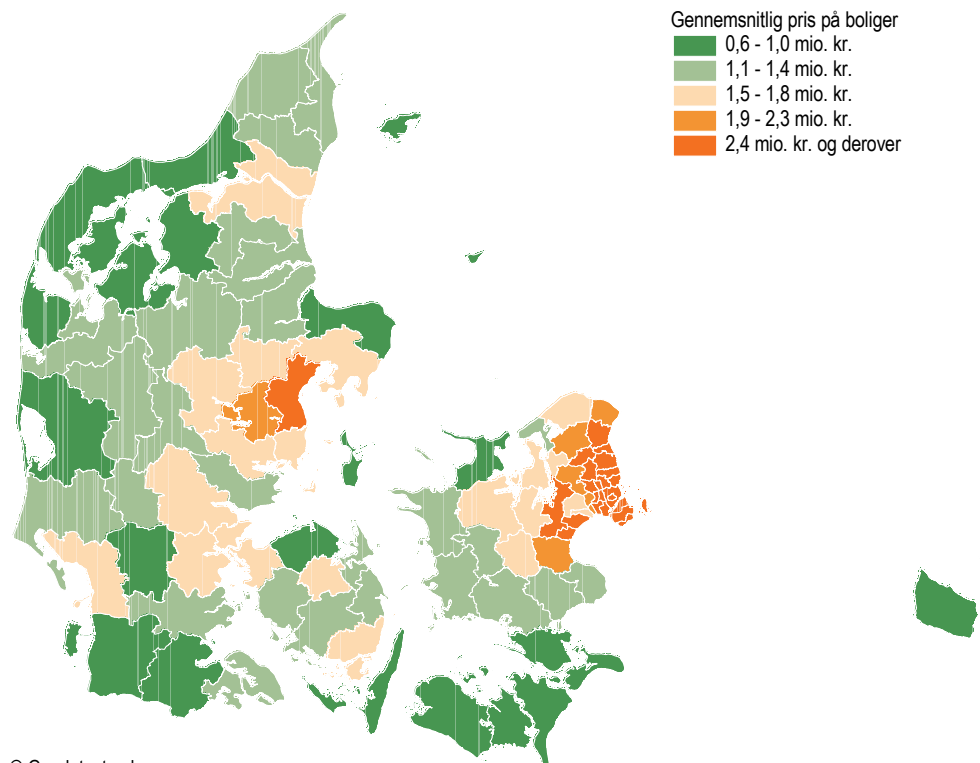 Gennemsnitlig pris på boliger
0,6 - 1,0 mio. kr.
1,1 - 1,4 mio. kr.
1,5 - 1,8 mio. kr.
1,9 - 2,3 mio. kr.
2,4 mio. kr. og derover
©